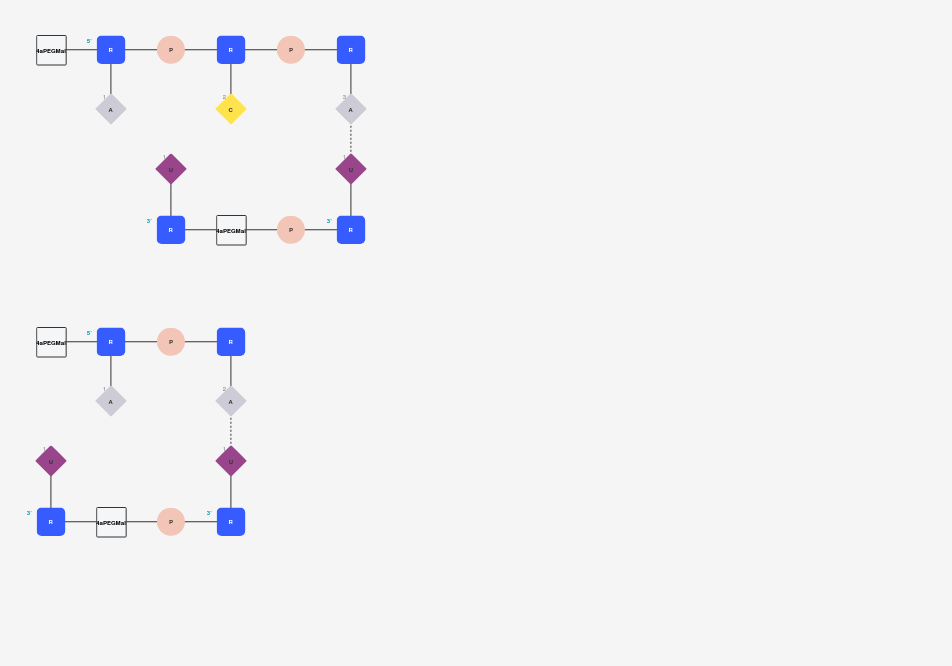 4aPEGMal 5' R P R P R
1 A 2 C 3 A
1 U 1 U
3' R 4aPEGMal P 3' R
4aPEGMal 5' R P R
1 A 2 A
1 U 1 U
3' R 4aPEGMal P 3' R